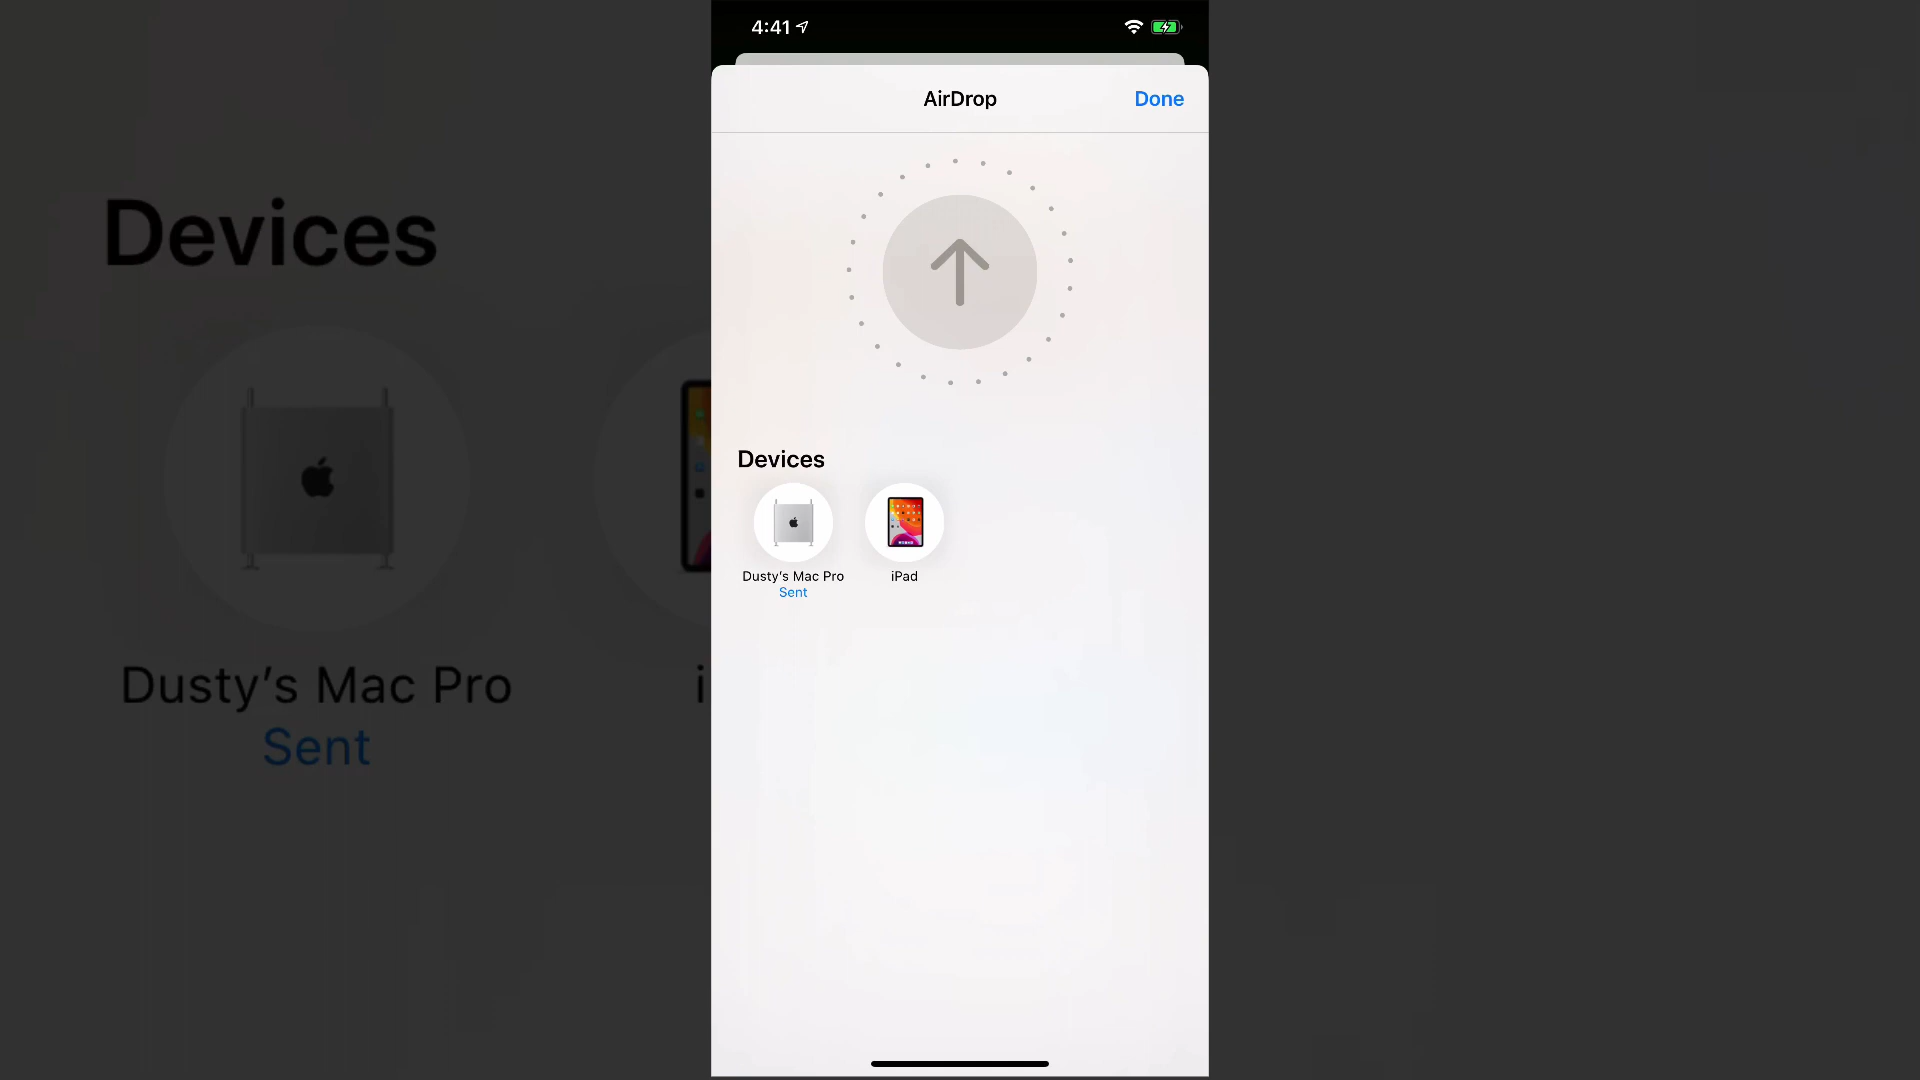 4:41
AirDrop
Done
Devices
Devices
Dusty's Mac Pro
Sent
iPad
Dusty's Mac Pro
i
Sent